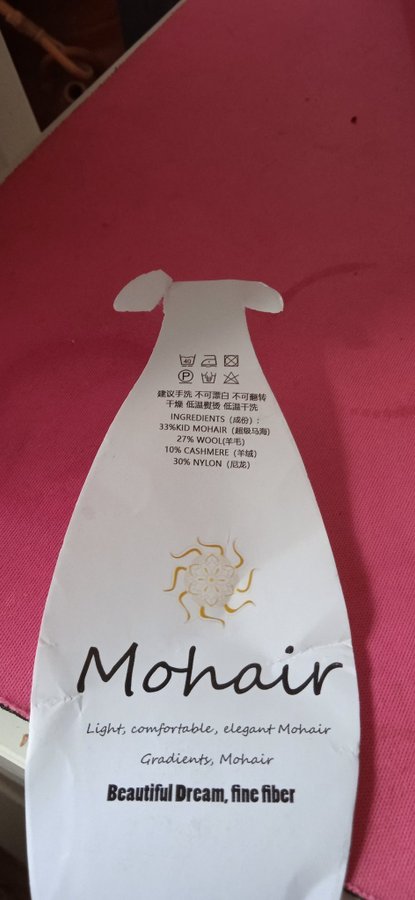 40
P
建议手洗 不可漂白 不可翻转
干燥 低温熨烫 低温干洗
INGREDIENTS（成份）:
33%KID MOHAIR（超级马海)
27% WOOL(羊毛)
10% CASHMERE（羊绒)
30% NYLON（尼龙)
Mohair
Light, comfortable, elegant Mohair
Gradients, Mohair
Beautiful Dream, fine fiber